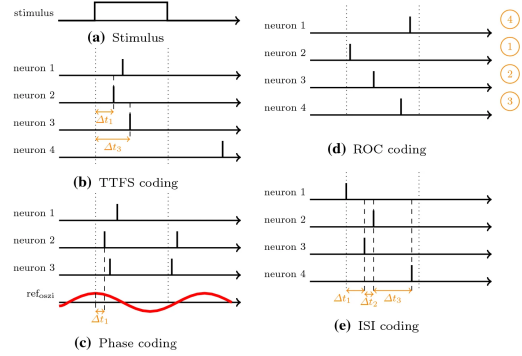 stimulus
(a) Stimulus
neuron 1
neuron 2
Δt1
neuron 3
Δt3
neuron 4
(b) TTFS coding
neuron 1
neuron 2
neuron 3
ref_oszi
Δt1
(c) Phase coding
neuron 1 4
neuron 2 1
neuron 3 2
neuron 4 3
(d) ROC coding
neuron 1
neuron 2
neuron 3
neuron 4
Δt1 Δt2 Δt3
(e) ISI coding